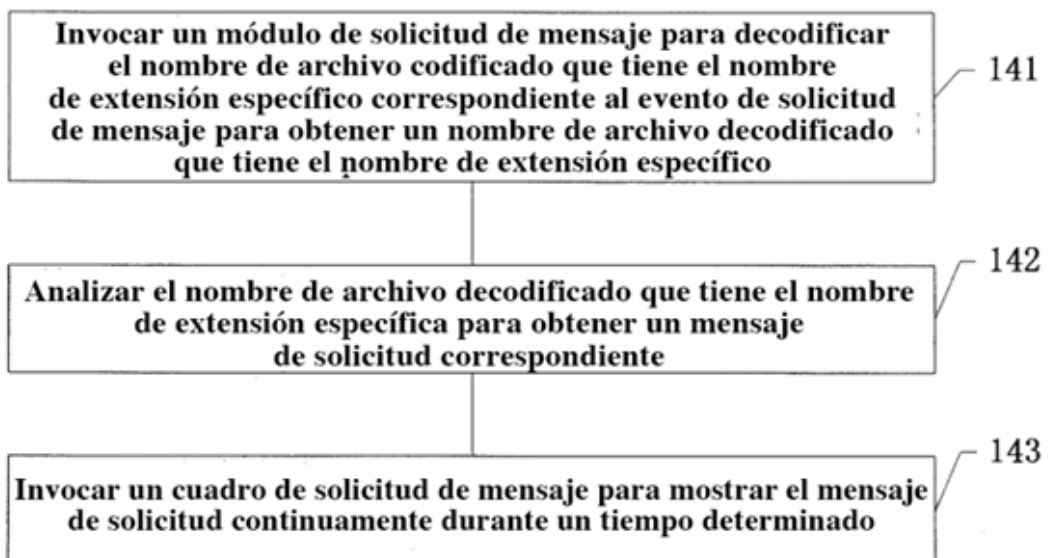 Invocar un módulo de solicitud de mensaje para decodificar
el nombre de archivo codificado que tiene el nombre
de extensión específico correspondiente al evento de solicitud
de mensaje para obtener un nombre de archivo decodificado
que tiene el nombre de extensión específico
141
Analizar el nombre de archivo decodificado que tiene el nombre
de extensión específica para obtener un mensaje
de solicitud correspondiente
142
Invocar un cuadro de solicitud de mensaje para mostrar el mensaje
de solicitud continuamente durante un tiempo determinado
143